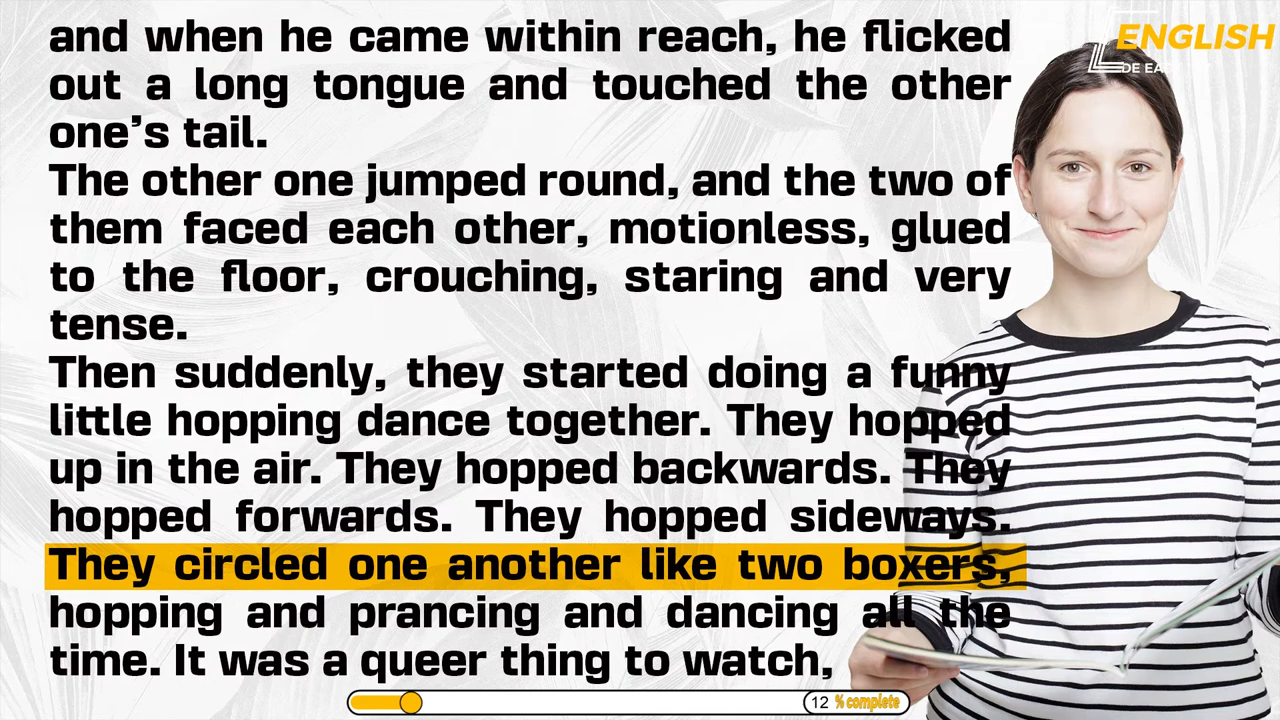 and when he came within reach, he flicked
out a long tongue and touched the other
one's tail.
The other one jumped round, and the two of
them faced each other, motionless, glued
to the floor, crouching, staring and very
tense.
Then suddenly, they started doing a funny
little hopping dance together. They hopped
up in the air. They hopped backwards. They
hopped forwards. They hopped sideways.
They circled one another like two boxers,
hopping and prancing and dancing all the
time. It was a queer thing to watch,
ENGLISH
DE
12 % complete